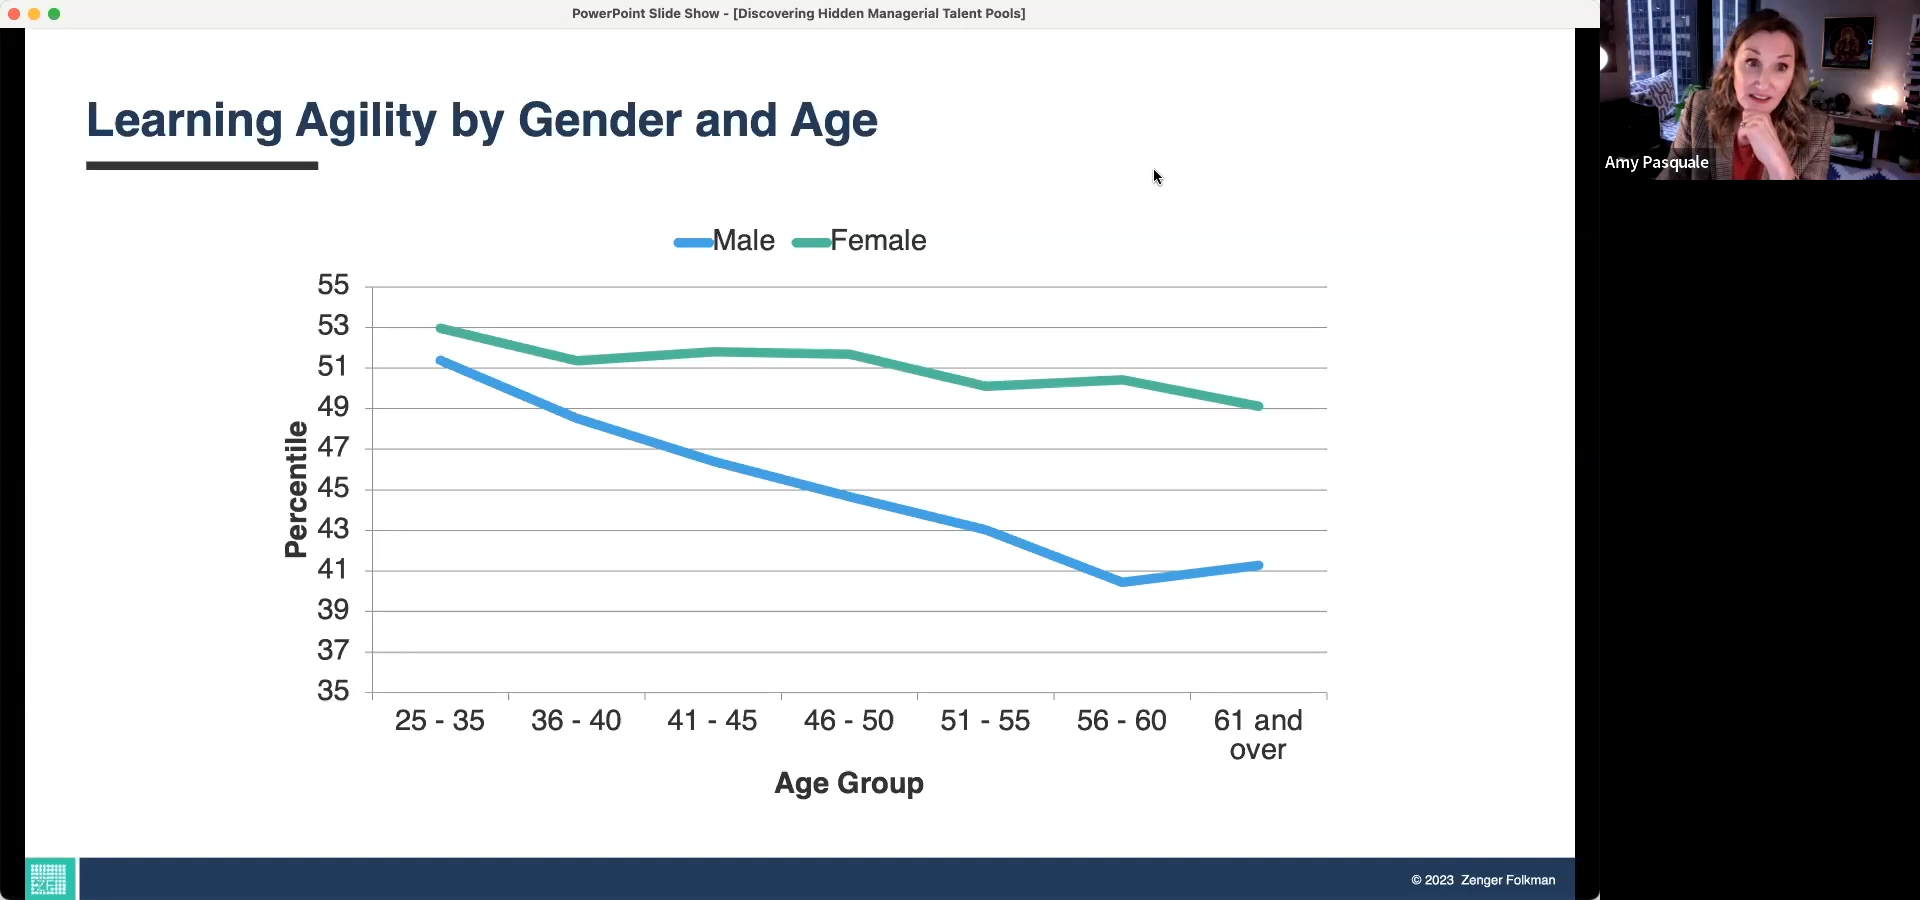 PowerPoint Slide Show - [Discovering Hidden Managerial Talent Pools]
Learning Agility by Gender and Age
Amy Pasquale
Male Female
55
53
51
49
47
45
43
41
39
37
35
Percentile
25 - 35 36 - 40 41 - 45 46 - 50 51 - 55 56 - 60 61 and
over
Age Group
ZF
© 2023 Zenger Folkman